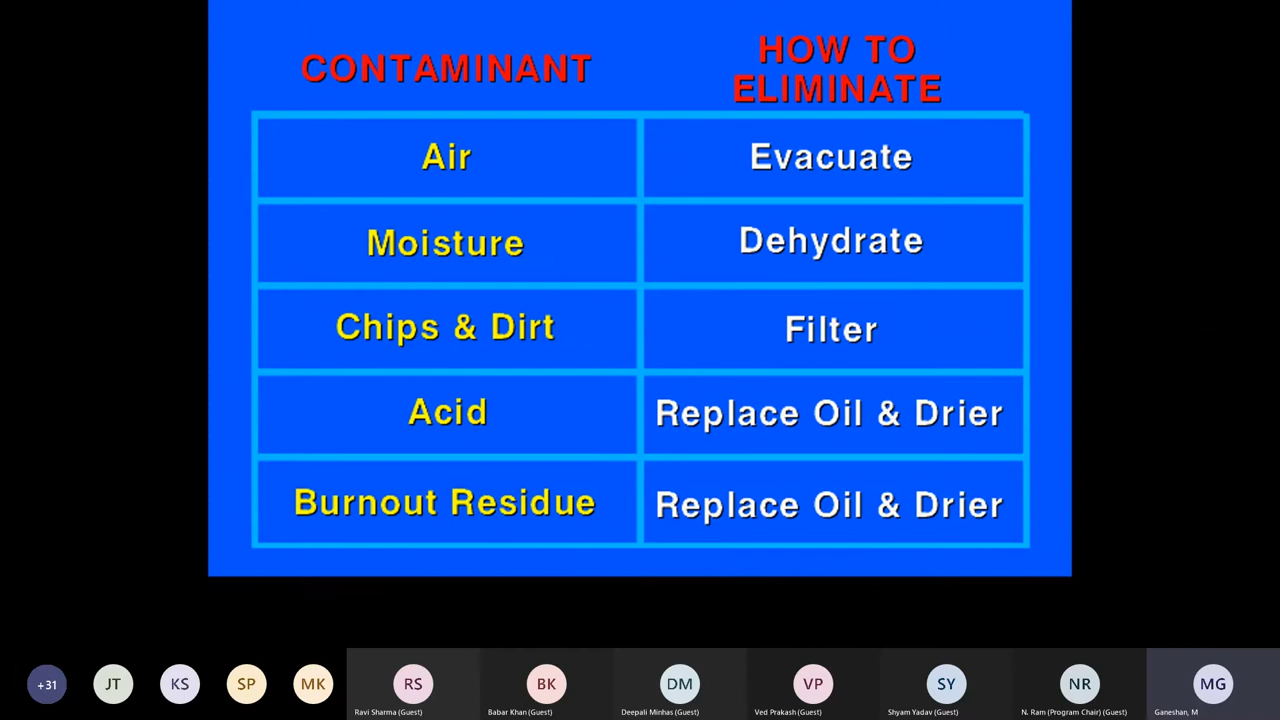 CONTAMINANT
HOW TO
ELIMINATE
Air
Evacuate
Moisture
Dehydrate
Chips & Dirt
Filter
Acid
Replace Oil & Drier
Burnout Residue
Replace Oil & Drier
+31
JT
KS
SP
MK
RS
BK
DM
VP
SY
NR
MG
Ravi Sharma (Guest)
Babar Khan (Guest)
Deepali Minhas (Guest)
Ved Prakash (Guest)
Shyam Yadav (Guest)
N. Ram (Program Chair) (Guest)
Ganeshan, M